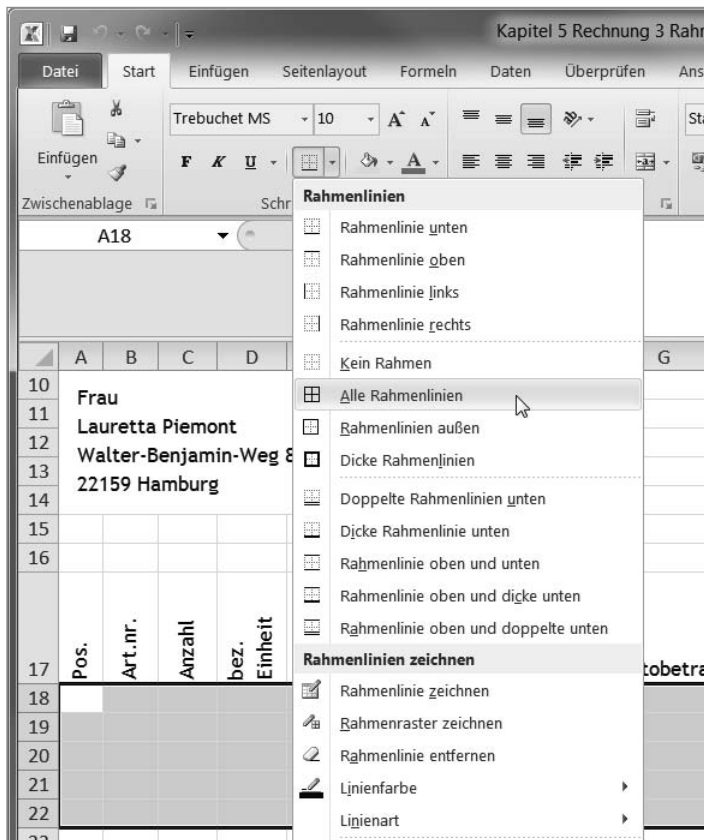 Kapitel 5 Rechnung 3 Rahm
Datei Start Einfügen Seitenlayout Formeln Daten Überprüfen Ans
Trebuchet MS 10 A A Sta
Einfügen F K U A
Zwischenablage Schr
A18
Rahmenlinien
Rahmenlinie unten
Rahmenlinie oben
Rahmenlinie links
Rahmenlinie rechts
Kein Rahmen
Alle Rahmenlinien
Rahmenlinien außen
Dicke Rahmenlinien
Doppelte Rahmenlinien unten
Dicke Rahmenlinie unten
Rahmenlinie oben und unten
Rahmenlinie oben und dicke unten
Rahmenlinie oben und doppelte unten
Rahmenlinien zeichnen
Rahmenlinie zeichnen
Rahmenraster zeichnen
Rahmenlinie entfernen
Linienfarbe
Linienart
A B C D G
10
Frau
11
Lauretta Piemont
12
Walter-Benjamin-Weg 8
13
22159 Hamburg
14
15
16
17 Pos. Art.nr. Anzahl bez. Einheit tobetra
18
19
20
21
22